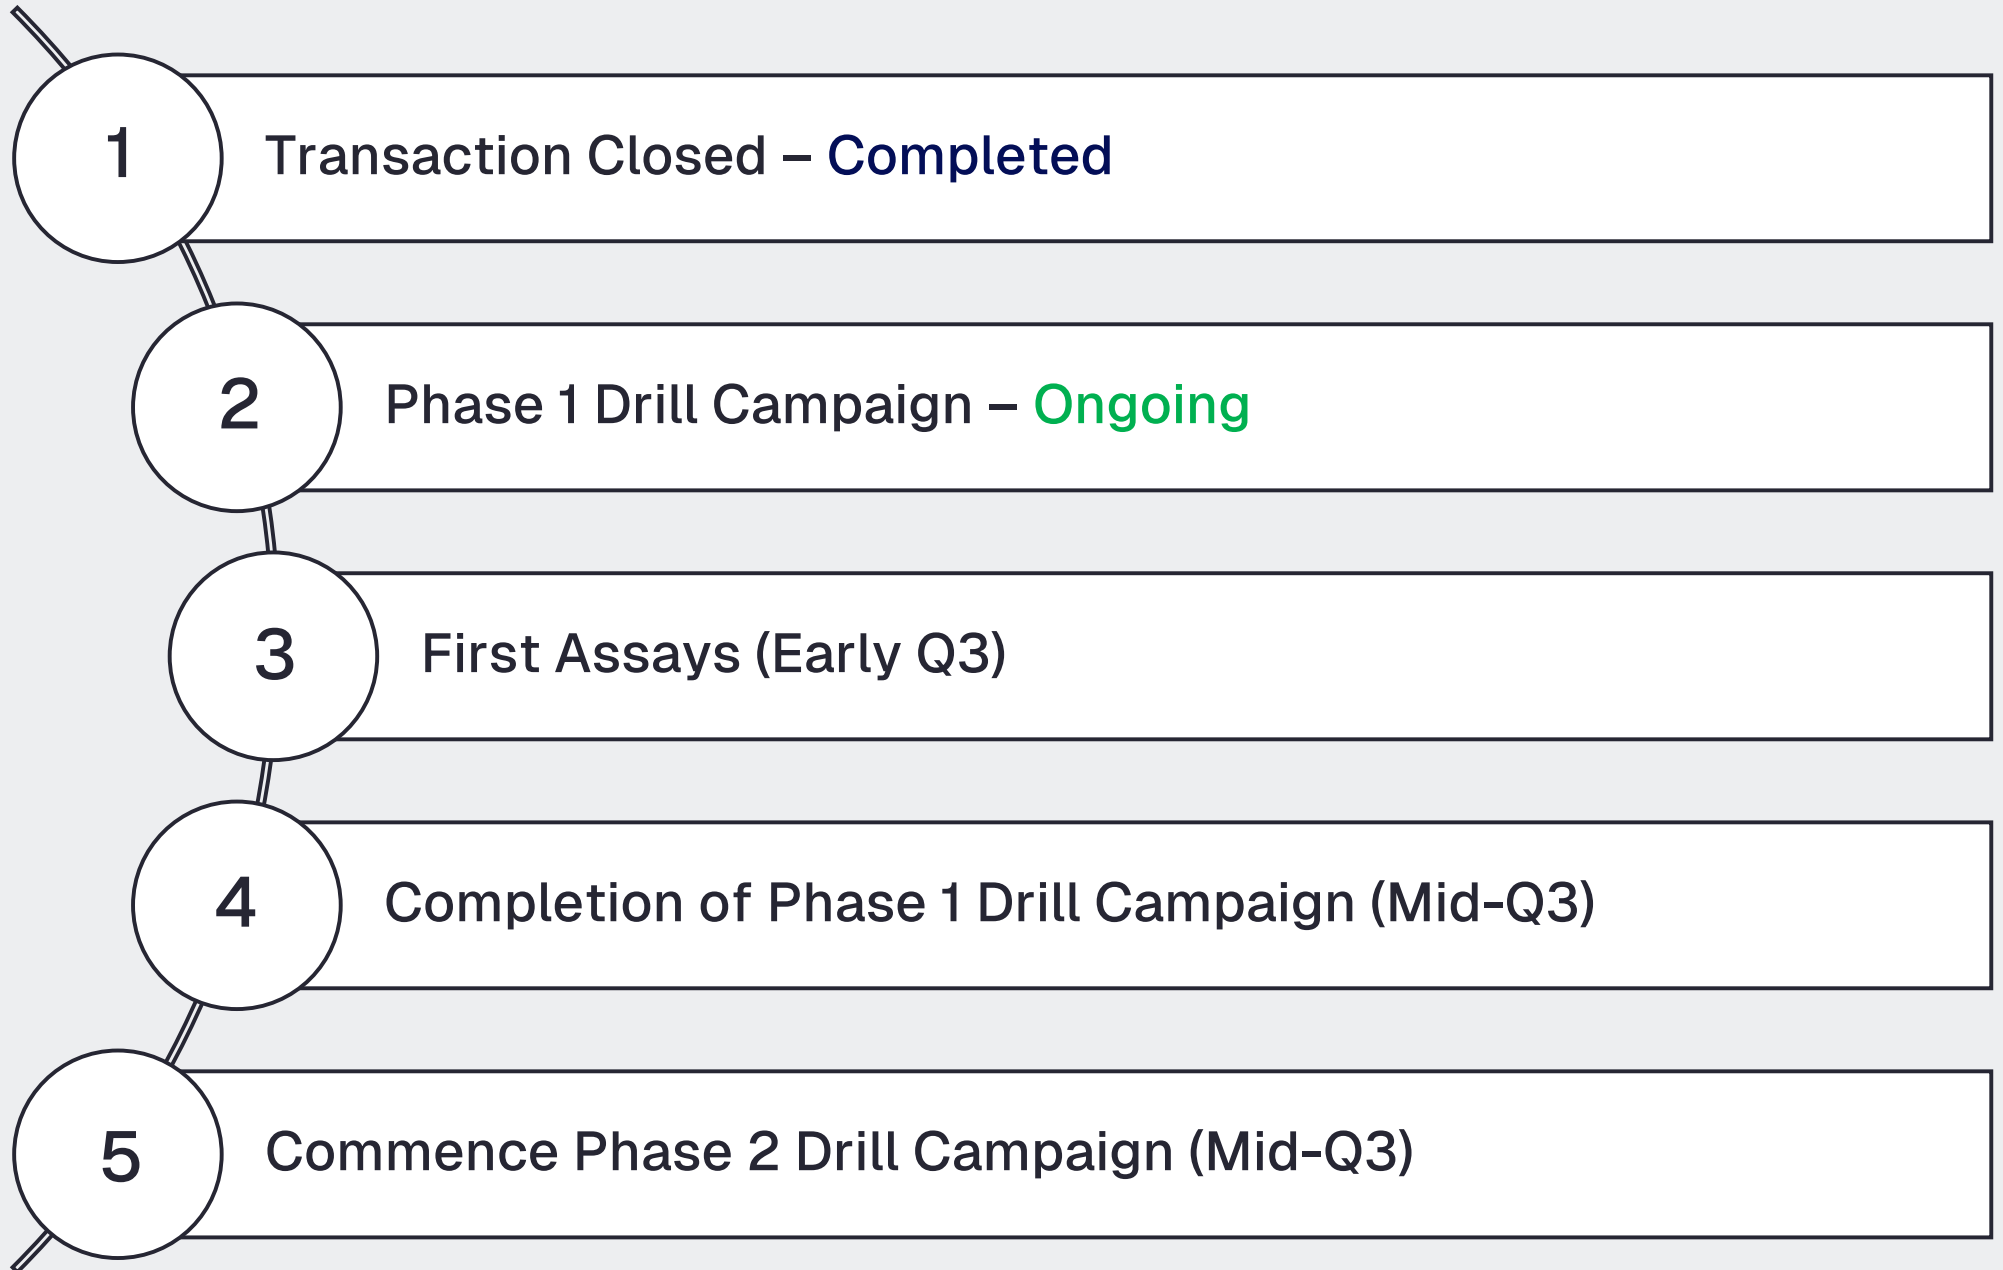 1
Transaction Closed – Completed
2
Phase 1 Drill Campaign – Ongoing
3
First Assays (Early Q3)
4
Completion of Phase 1 Drill Campaign (Mid-Q3)
5
Commence Phase 2 Drill Campaign (Mid-Q3)